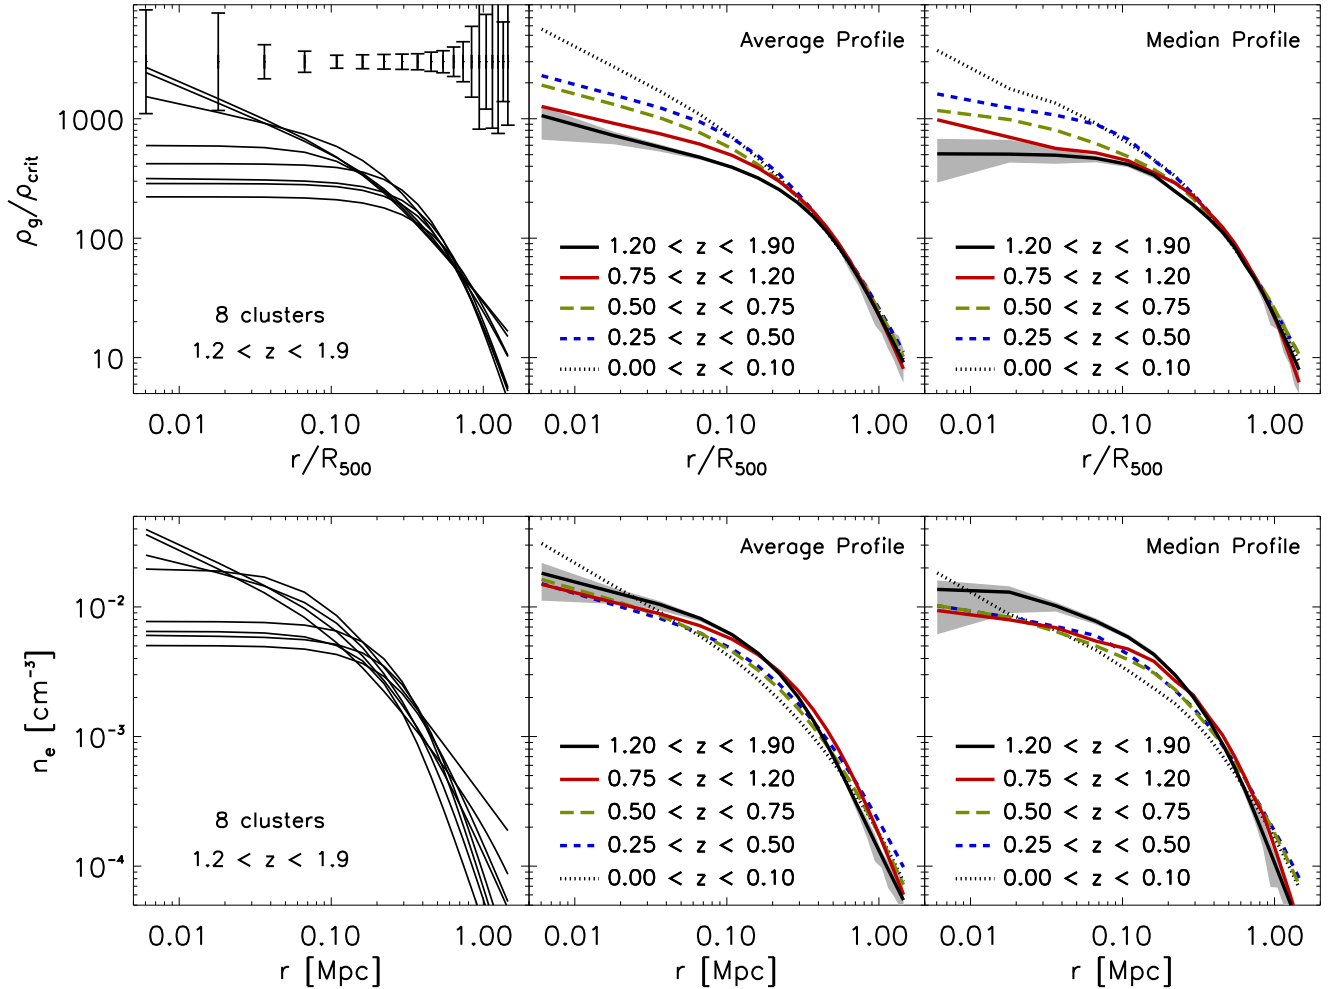 Average Profile
Median Profile
1000
100
10
ρg/ρcrit
8 clusters
1.2 < z < 1.9
1.20 < z < 1.90
0.75 < z < 1.20
0.50 < z < 0.75
0.25 < z < 0.50
0.00 < z < 0.10
1.20 < z < 1.90
0.75 < z < 1.20
0.50 < z < 0.75
0.25 < z < 0.50
0.00 < z < 0.10
0.01 0.10 1.00
0.01 0.10 1.00
0.01 0.10 1.00
r/R500
r/R500
r/R500
Average Profile
Median Profile
10⁻²
10⁻³
10⁻⁴
ne [cm⁻³]
8 clusters
1.2 < z < 1.9
1.20 < z < 1.90
0.75 < z < 1.20
0.50 < z < 0.75
0.25 < z < 0.50
0.00 < z < 0.10
1.20 < z < 1.90
0.75 < z < 1.20
0.50 < z < 0.75
0.25 < z < 0.50
0.00 < z < 0.10
0.01 0.10 1.00
0.01 0.10 1.00
0.01 0.10 1.00
r [Mpc]
r [Mpc]
r [Mpc]